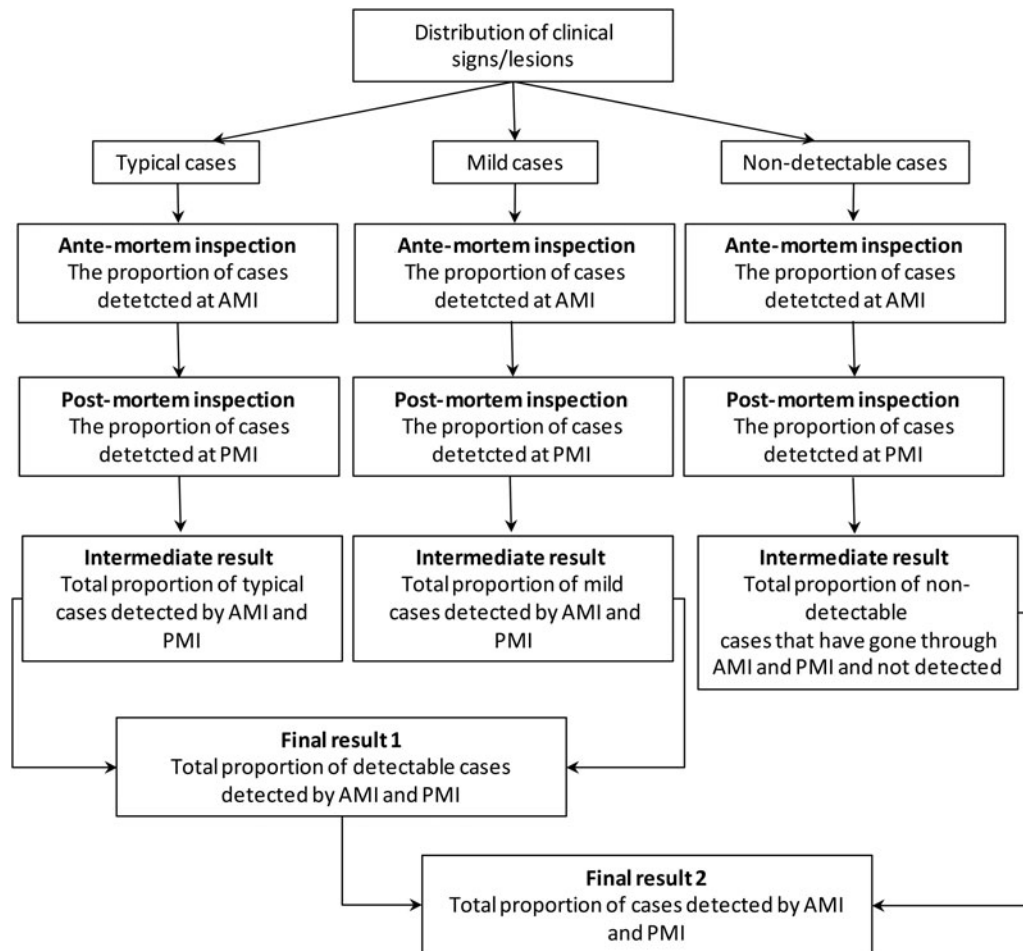 Distribution of clinical
signs/lesions
Typical cases
Mild cases
Non-detectable cases
Ante-mortem inspection
The proportion of cases
detetcted at AMI
Ante-mortem inspection
The proportion of cases
detetcted at AMI
Ante-mortem inspection
The proportion of cases
detetcted at AMI
Post-mortem inspection
The proportion of cases
detetcted at PMI
Post-mortem inspection
The proportion of cases
detetcted at PMI
Post-mortem inspection
The proportion of cases
detetcted at PMI
Intermediate result
Total proportion of typical
cases detected by AMI and
PMI
Intermediate result
Total proportion of mild
cases detected by AMI and
PMI
Intermediate result
Total proportion of non-
detectable
cases that have gone through
AMI and PMI and not detected
Final result 1
Total proportion of detectable cases
detected by AMI and PMI
Final result 2
Total proportion of cases detected by AMI
and PMI